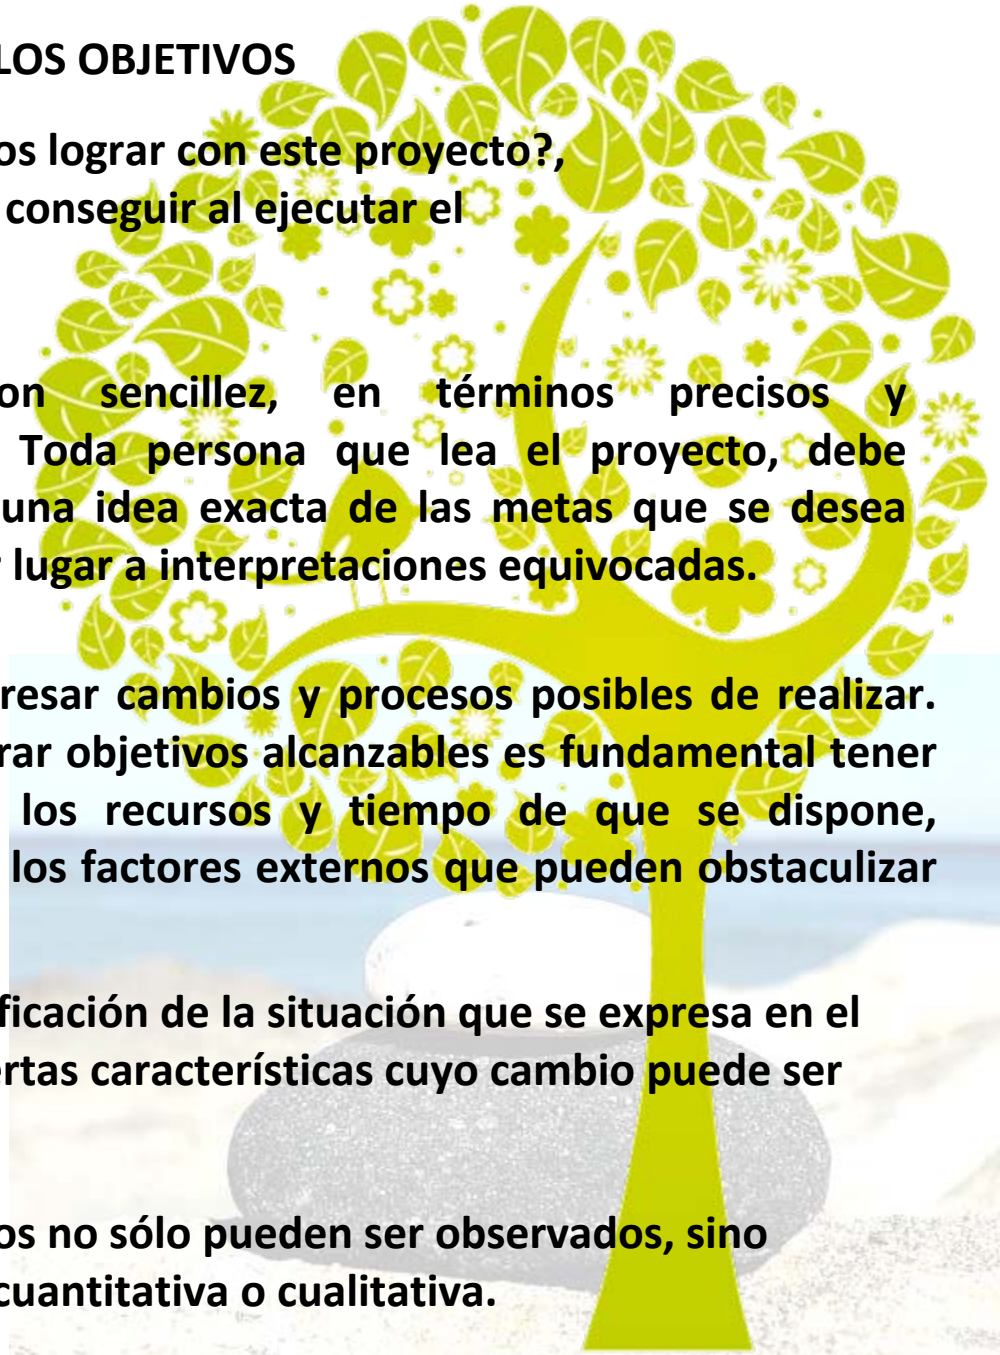 LOS OBJETIVOS
os lograr con este proyecto?,
conseguir al ejecutar el
on sencillez, en términos precisos y
Toda persona que lea el proyecto, debe
una idea exacta de las metas que se desea
r lugar a interpretaciones equivocadas.
resar cambios y procesos posibles de realizar.
rar objetivos alcanzables es fundamental tener
los recursos y tiempo de que se dispone,
los factores externos que pueden obstaculizar
ificación de la situación que se expresa en el
ertas características cuyo cambio puede ser
os no sólo pueden ser observados, sino
cuantitativa o cualitativa.